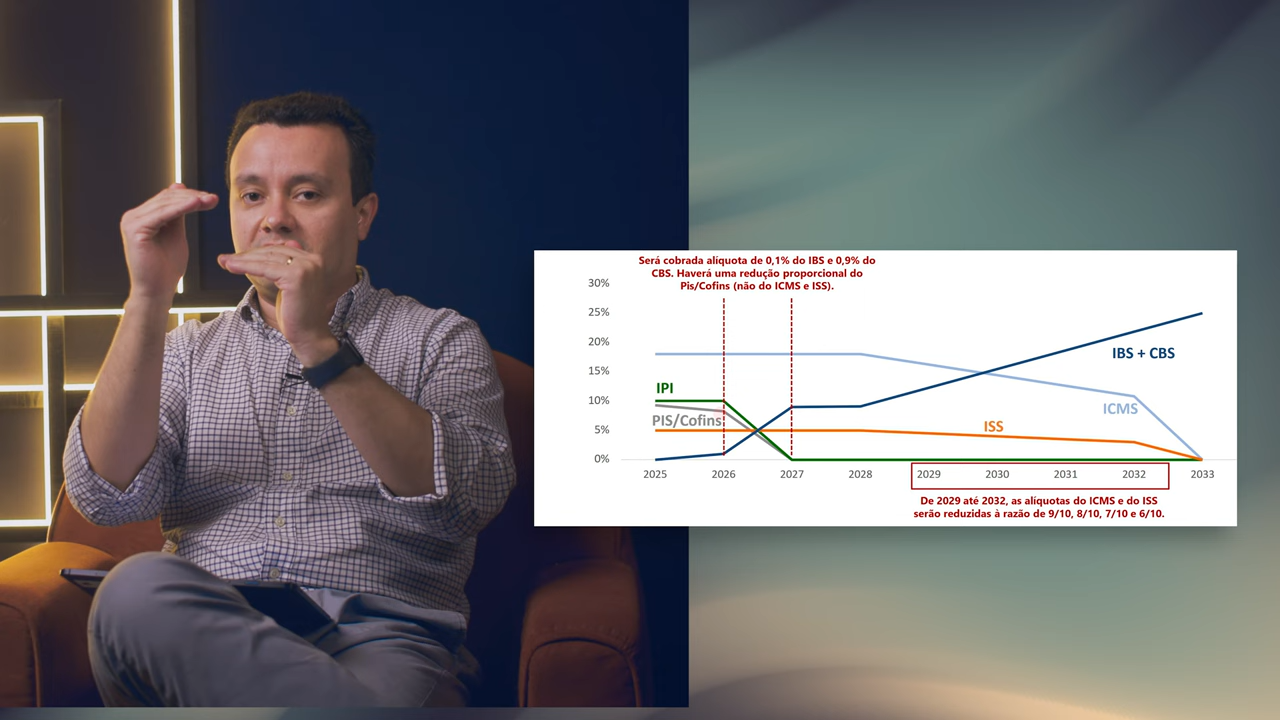 Será cobrada alíquota de 0,1% do IBS e 0,9% do
CBS. Haverá uma redução proporcional do
Pis/Cofins (não do ICMS e ISS).
30%
25%
20%
15%
10%
5%
0%
IPI
PIS/Cofins
IBS + CBS
ICMS
ISS
2025 2026 2027 2028 2029 2030 2031 2032 2033
De 2029 até 2032, as alíquotas do ICMS e do ISS
serão reduzidas à razão de 9/10, 8/10, 7/10 e 6/10.